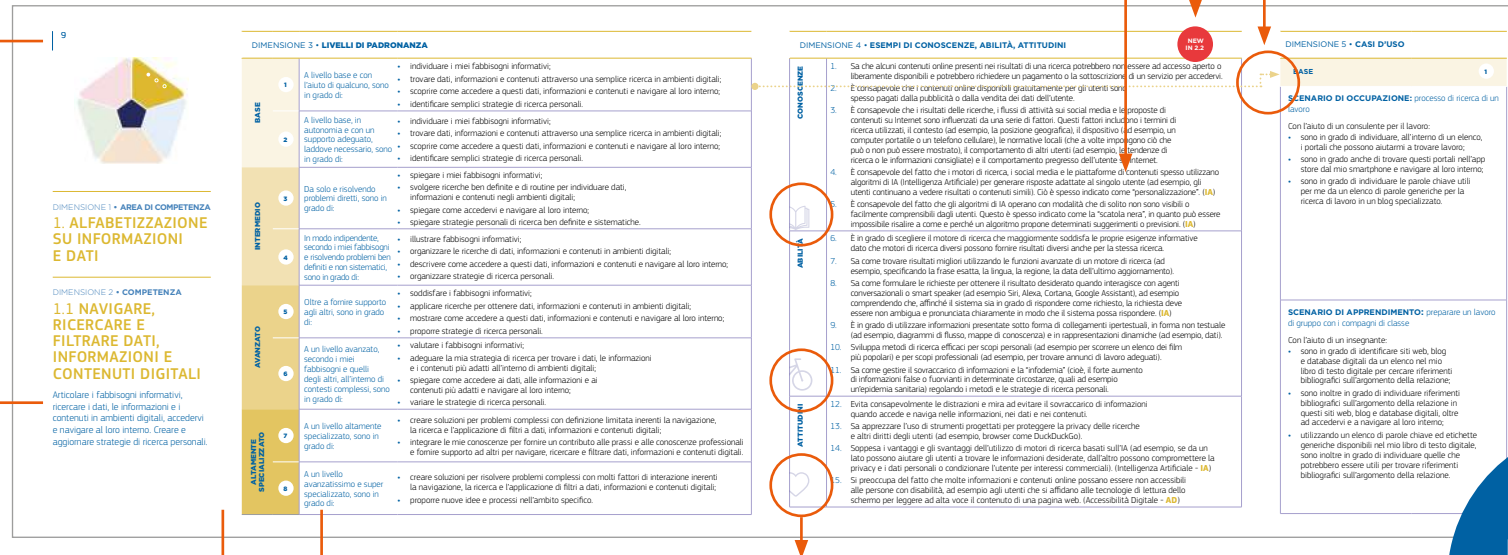 9
DIMENSIONE 1 • AREA DI COMPETENZA
1. ALFABETIZZAZIONE
SU INFORMAZIONI
E DATI
DIMENSIONE 2 • COMPETENZA
1.1 NAVIGARE,
RICERCARE E
FILTRARE DATI,
INFORMAZIONI E
CONTENUTI DIGITALI
Articolare i fabbisogni informativi,
ricercare i dati, le informazioni e i
contenuti in ambienti digitali, accedervi
e navigare al loro interno. Creare e
aggiornare strategie di ricerca personali.
DIMENSIONE 3 • LIVELLI DI PADRONANZA
BASE
1
A livello base e con
l'aiuto di qualcuno, sono
in grado di:
• individuare i miei fabbisogni informativi;
• trovare dati, informazioni e contenuti attraverso una semplice ricerca in ambienti digitali;
• scoprire come accedere a questi dati, informazioni e contenuti e navigare al loro interno;
• identificare semplici strategie di ricerca personali.
2
A livello base, in
autonomia e con un
supporto adeguato,
laddove necessario, sono
in grado di:
• individuare i miei fabbisogni informativi;
• trovare dati, informazioni e contenuti attraverso una semplice ricerca in ambienti digitali;
• scoprire come accedere a questi dati, informazioni e contenuti e navigare al loro interno;
• identificare semplici strategie di ricerca personali.
INTERMEDIO
3
Da solo e risolvendo
problemi diretti, sono in
grado di:
• spiegare i miei fabbisogni informativi;
• svolgere ricerche ben definite e di routine per individuare dati,
informazioni e contenuti negli ambienti digitali;
• spiegare come accedervi e navigare al loro interno;
• spiegare strategie personali di ricerca ben definite e sistematiche.
4
In modo indipendente,
secondo i miei fabbisogni
e risolvendo problemi ben
definiti e non sistematici,
sono in grado di:
• illustrare fabbisogni informativi;
• organizzare le ricerche di dati, informazioni e contenuti in ambienti digitali;
• descrivere come accedere a questi dati, informazioni e contenuti e navigare al loro interno;
• organizzare strategie di ricerca personali.
AVANZATO
5
Oltre a fornire supporto
agli altri, sono in grado
di:
• soddisfare i fabbisogni informativi;
• applicare ricerche per ottenere dati, informazioni e contenuti in ambienti digitali;
• mostrare come accedere a questi dati, informazioni e contenuti e navigare al loro interno;
• proporre strategie di ricerca personali.
6
A un livello avanzato,
secondo i miei
fabbisogni e quelli
degli altri, all'interno di
contesti complessi, sono
in grado di:
• valutare i fabbisogni informativi;
• adeguare la mia strategia di ricerca per trovare i dati, le informazioni
e i contenuti più adatti all'interno di ambienti digitali;
• spiegare come accedere ai dati, alle informazioni e ai
contenuti più adatti e navigare al loro interno;
• variare le strategie di ricerca personali.
ALTAMENTE
SPECIALIZZATO
7
A un livello altamente
specializzato, sono in
grado di:
• creare soluzioni per problemi complessi con definizione limitata inerenti la navigazione,
la ricerca e l'applicazione di filtri a dati, informazioni e contenuti digitali;
• integrare le mie conoscenze per fornire un contributo alle prassi e alle conoscenze professionali
e fornire supporto ad altri per navigare, ricercare e filtrare dati, informazioni e contenuti digitali.
8
A un livello
avanzatissimo e super
specializzato, sono in
grado di:
• creare soluzioni per risolvere problemi complessi con molti fattori di interazione inerenti
la navigazione, la ricerca e l'applicazione di filtri a dati, informazioni e contenuti digitali;
• proporre nuove idee e processi nell'ambito specifico.
DIMENSIONE 4 • ESEMPI DI CONOSCENZE, ABILITÀ, ATTITUDINI
NEW
IN 2.2
CONOSCENZE
1. Sa che alcuni contenuti online presenti nei risultati di una ricerca potrebbero non essere ad accesso aperto o
liberamente disponibili e potrebbero richiedere un pagamento o la sottoscrizione di un servizio per accedervi.
2. È consapevole che i contenuti online disponibili gratuitamente per gli utenti sono
spesso pagati dalla pubblicità o dalla vendita dei dati dell'utente.
3. È consapevole che i risultati delle ricerche, i flussi di attività sui social media e le proposte di
contenuti su Internet sono influenzati da una serie di fattori. Questi fattori includono i termini di
ricerca utilizzati, il contesto (ad esempio, la posizione geografica), il dispositivo (ad esempio, un
computer portatile o un telefono cellulare), le normative locali (che a volte impongono ciò che
può o non può essere mostrato), il comportamento di altri utenti (ad esempio, le tendenze di
ricerca o le informazioni consigliate) e il comportamento pregresso dell'utente su Internet.
4. È consapevole del fatto che i motori di ricerca, i social media e le piattaforme di contenuti spesso utilizzano
algoritmi di IA (Intelligenza Artificiale) per generare risposte adattate al singolo utente (ad esempio, gli
utenti continuano a vedere risultati o contenuti simili). Ciò è spesso indicato come "personalizzazione". (IA)
5. È consapevole del fatto che gli algoritmi di IA operano con modalità che di solito non sono visibili o
facilmente comprensibili dagli utenti. Questo è spesso indicato come la "scatola nera", in quanto può essere
impossibile risalire a come e perché un algoritmo propone determinati suggerimenti o previsioni. (IA)
ABILITÀ
6. È in grado di scegliere il motore di ricerca che maggiormente soddisfa le proprie esigenze informative
dato che motori di ricerca diversi possono fornire risultati diversi anche per la stessa ricerca.
7. Sa come trovare risultati migliori utilizzando le funzioni avanzate di un motore di ricerca (ad
esempio, specificando la frase esatta, la lingua, la regione, la data dell'ultimo aggiornamento).
8. Sa come formulare le richieste per ottenere il risultato desiderato quando interagisce con agenti
conversazionali o smart speaker (ad esempio Siri, Alexa, Cortana, Google Assistant), ad esempio
comprendendo che, affinché il sistema sia in grado di rispondere come richiesto, la richiesta deve
essere non ambigua e pronunciata chiaramente in modo che il sistema possa rispondere. (IA)
9. È in grado di utilizzare informazioni presentate sotto forma di collegamenti ipertestuali, in forma non testuale
(ad esempio, diagrammi di flusso, mappe di conoscenza) e in rappresentazioni dinamiche (ad esempio, dati).
10. Sviluppa metodi di ricerca efficaci per scopi personali (ad esempio per scorrere un elenco dei film
più popolari) e per scopi professionali (ad esempio, per trovare annunci di lavoro adeguati).
11. Sa come gestire il sovraccarico di informazioni e la "infodemia" (cioè, il forte aumento
di informazioni false o fuorvianti in determinate circostanze, quali ad esempio
un'epidemia sanitaria) regolando i metodi e le strategie di ricerca personali.
ATTITUDINI
12. Evita consapevolmente le distrazioni e mira ad evitare il sovraccarico di informazioni
quando accede e naviga nelle informazioni, nei dati e nei contenuti.
13. Sa apprezzare l'uso di strumenti progettati per proteggere la privacy delle ricerche
e altri diritti degli utenti (ad esempio, browser come DuckDuckGo).
14. Soppesa i vantaggi e gli svantaggi dell'utilizzo di motori di ricerca basati sull'IA (ad esempio, se da un
lato possono aiutare gli utenti a trovare le informazioni desiderate, dall'altro possono compromettere la
privacy e i dati personali o condizionare l'utente per interessi commerciali). (Intelligenza Artificiale - IA)
15. Si preoccupa del fatto che molte informazioni e contenuti online possano essere non accessibili
alle persone con disabilità, ad esempio agli utenti che si affidano alle tecnologie di lettura dello
schermo per leggere ad alta voce il contenuto di una pagina web. (Accessibilità Digitale - AD)
DIMENSIONE 5 • CASI D'USO
BASE 1
SCENARIO DI OCCUPAZIONE: processo di ricerca di un
lavoro
Con l'aiuto di un consulente per il lavoro:
• sono in grado di individuare, all'interno di un elenco,
i portali che possono aiutarmi a trovare lavoro;
• sono in grado anche di trovare questi portali nell'app
store dal mio smartphone e navigare al loro interno;
• sono in grado di individuare le parole chiave utili
per me da un elenco di parole generiche per la
ricerca di lavoro in un blog specializzato.
SCENARIO DI APPRENDIMENTO: preparare un lavoro
di gruppo con i compagni di classe
Con l'aiuto di un insegnante:
• sono in grado di identificare siti web, blog
e database digitali da un elenco nel mio
libro di testo digitale per cercare riferimenti
bibliografici sull'argomento della relazione;
• sono inoltre in grado di individuare riferimenti
bibliografici sull'argomento della relazione in
questi siti web, blog e database digitali, oltre
ad accedervi e a navigare al loro interno;
• utilizzando un elenco di parole chiave ed etichette
generiche disponibili nel mio libro di testo digitale,
sono inoltre in grado di individuare quelle che
potrebbero essere utili per trovare riferimenti
bibliografici sull'argomento della relazione.